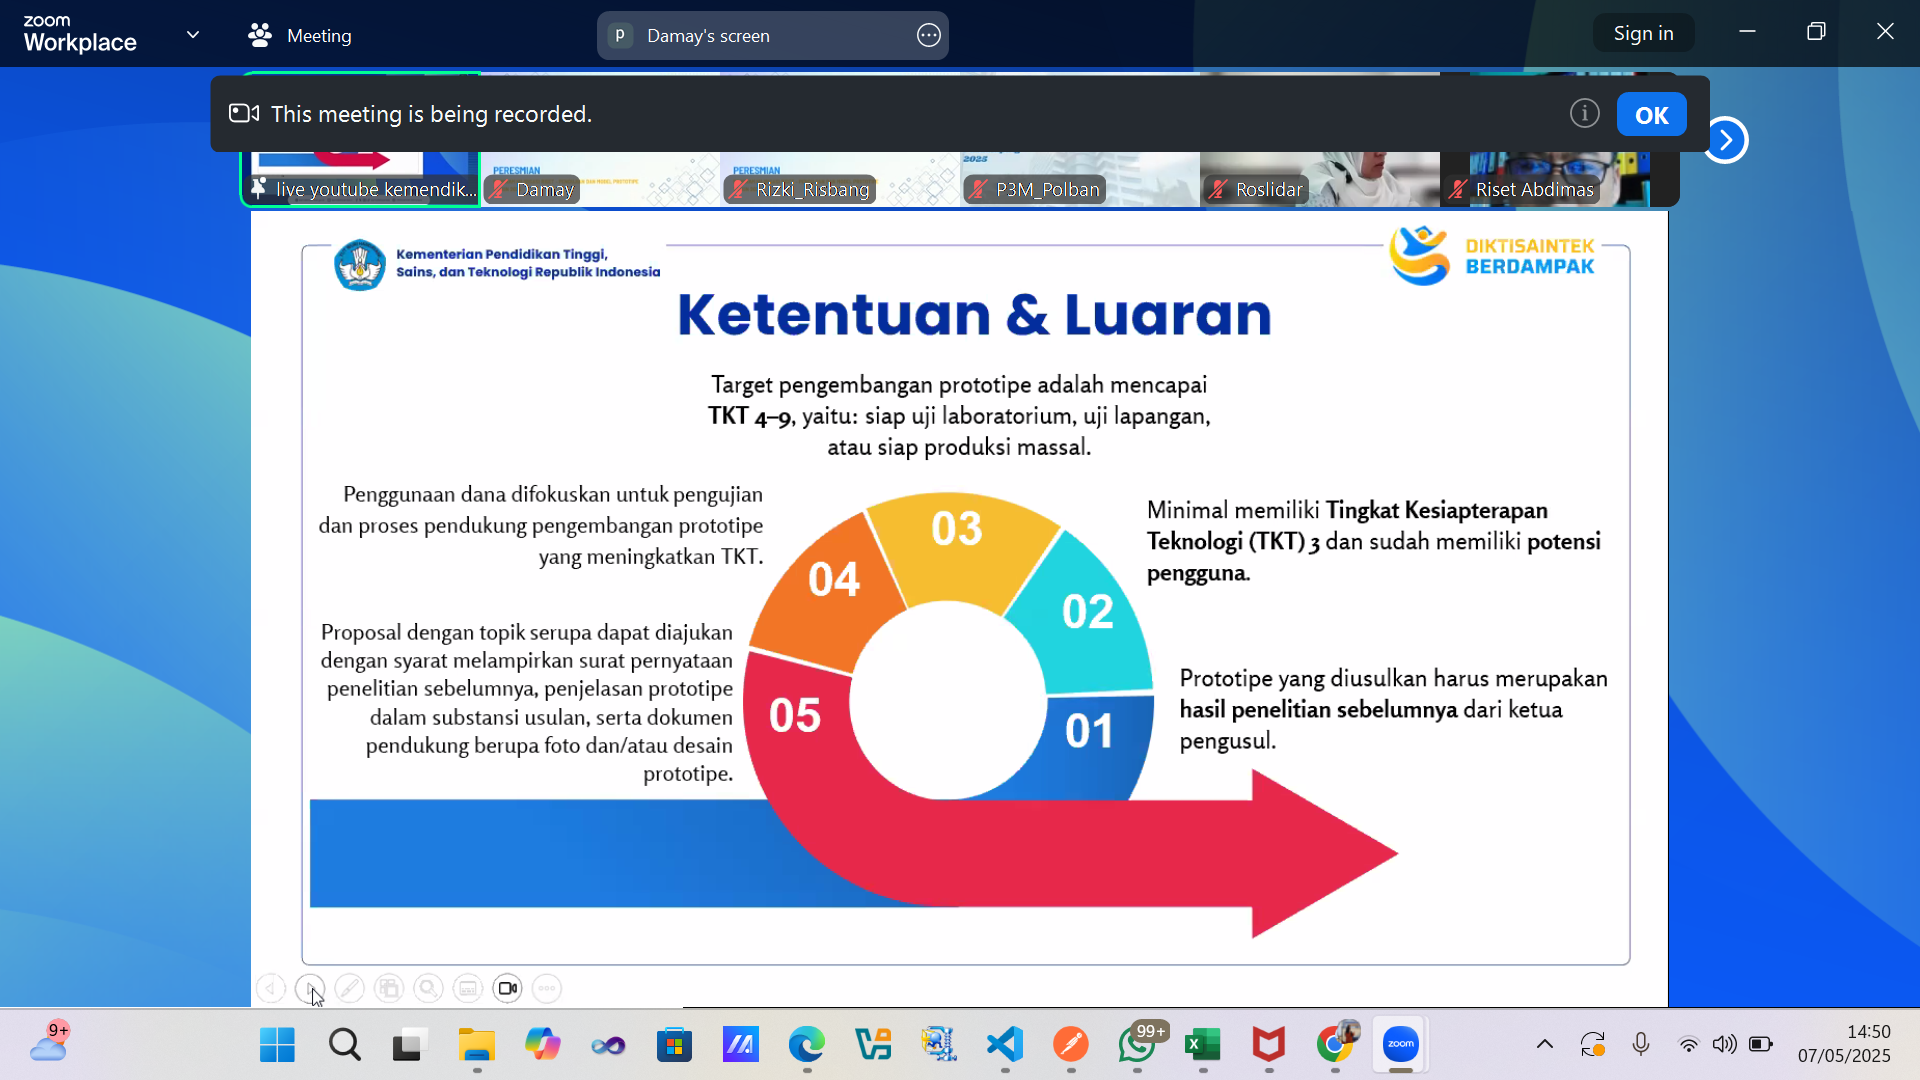 zoom
Workplace
Meeting
p
Damay's screen
Sign in
This meeting is being recorded.
OK
PERESMIAN
PERESMIAN
2025
live youtube kemendik...
Damay
Rizki_Risbang
P3M_Polban
Roslidar
Riset Abdimas
Kementerian Pendidikan Tinggi,
Sains, dan Teknologi Republik Indonesia
DIKTISAINTEK
BERDAMPAK
Ketentuan & Luaran
Target pengembangan prototipe adalah mencapai
TKT 4–9, yaitu: siap uji laboratorium, uji lapangan,
atau siap produksi massal.
Penggunaan dana difokuskan untuk pengujian
dan proses pendukung pengembangan prototipe
yang meningkatkan TKT.
Minimal memiliki Tingkat Kesiapterapan
Teknologi (TKT) 3 dan sudah memiliki potensi
pengguna.
Proposal dengan topik serupa dapat diajukan
dengan syarat melampirkan surat pernyataan
penelitian sebelumnya, penjelasan prototipe
dalam substansi usulan, serta dokumen
pendukung berupa foto dan/atau desain
prototipe.
Prototipe yang diusulkan harus merupakan
hasil penelitian sebelumnya dari ketua
pengusul.
03
04
02
05
01
9+
99+
zoom
14:50
07/05/2025